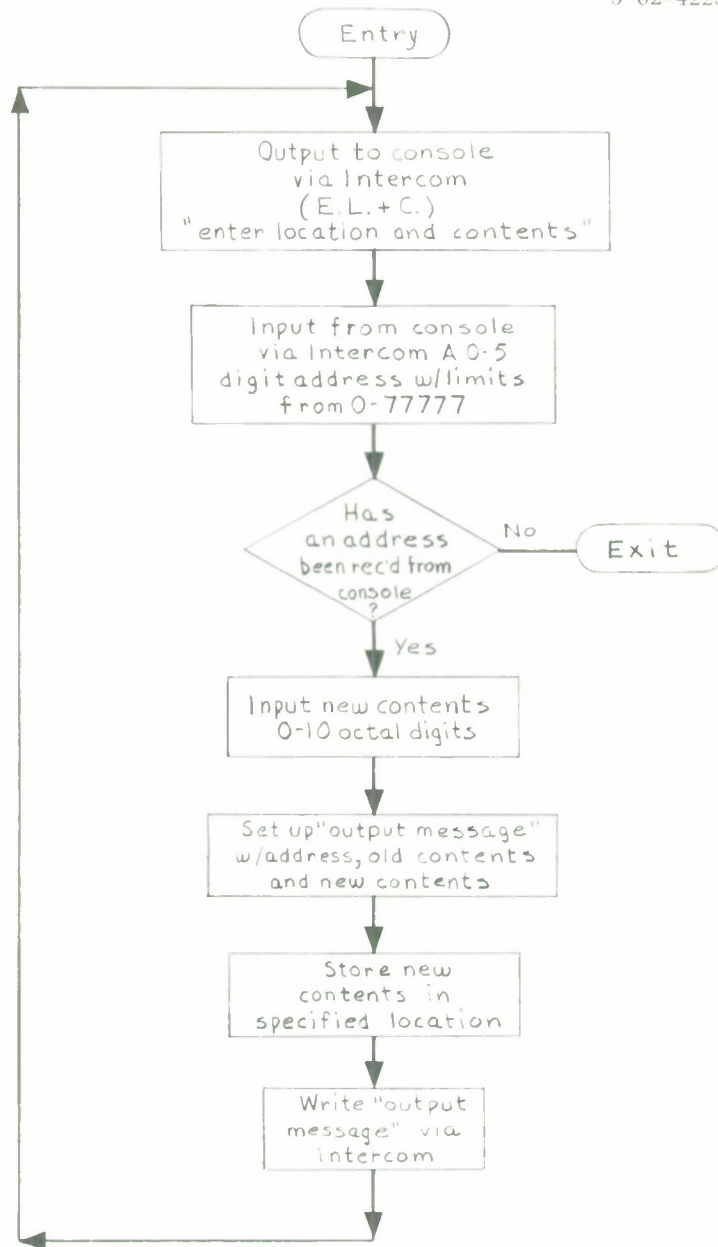 Entry
Output to console
via Intercom
(E.L. + C.)
"enter location and contents"
Input from console
via Intercom A 0-5
digit address w/limits
from 0-77777
Has
an address
been rec'd from
console
?
No
Exit
Yes
Input new contents
0-10 octal digits
Set up "output message"
w/address, old contents
and new contents
Store new
contents in
specified location
Write "output
message" via
intercom